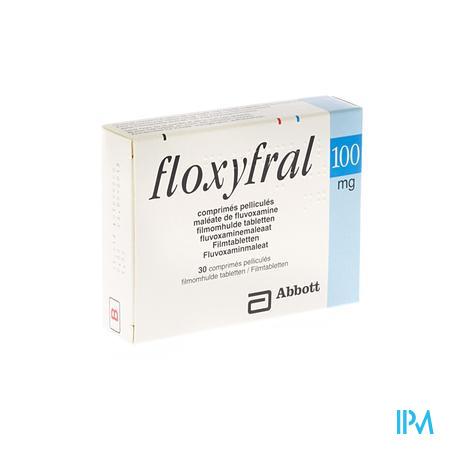 floxyfral
100
mg
comprimés pelliculés
maléate de fluvoxamine
filmomhulde tabletten
fluvoxaminemaleaat
Filmtabletten
Fluvoxaminmaleat
30 comprimés pelliculés
filmomhulde tabletten / Filmtabletten
Abbott
B
IPM